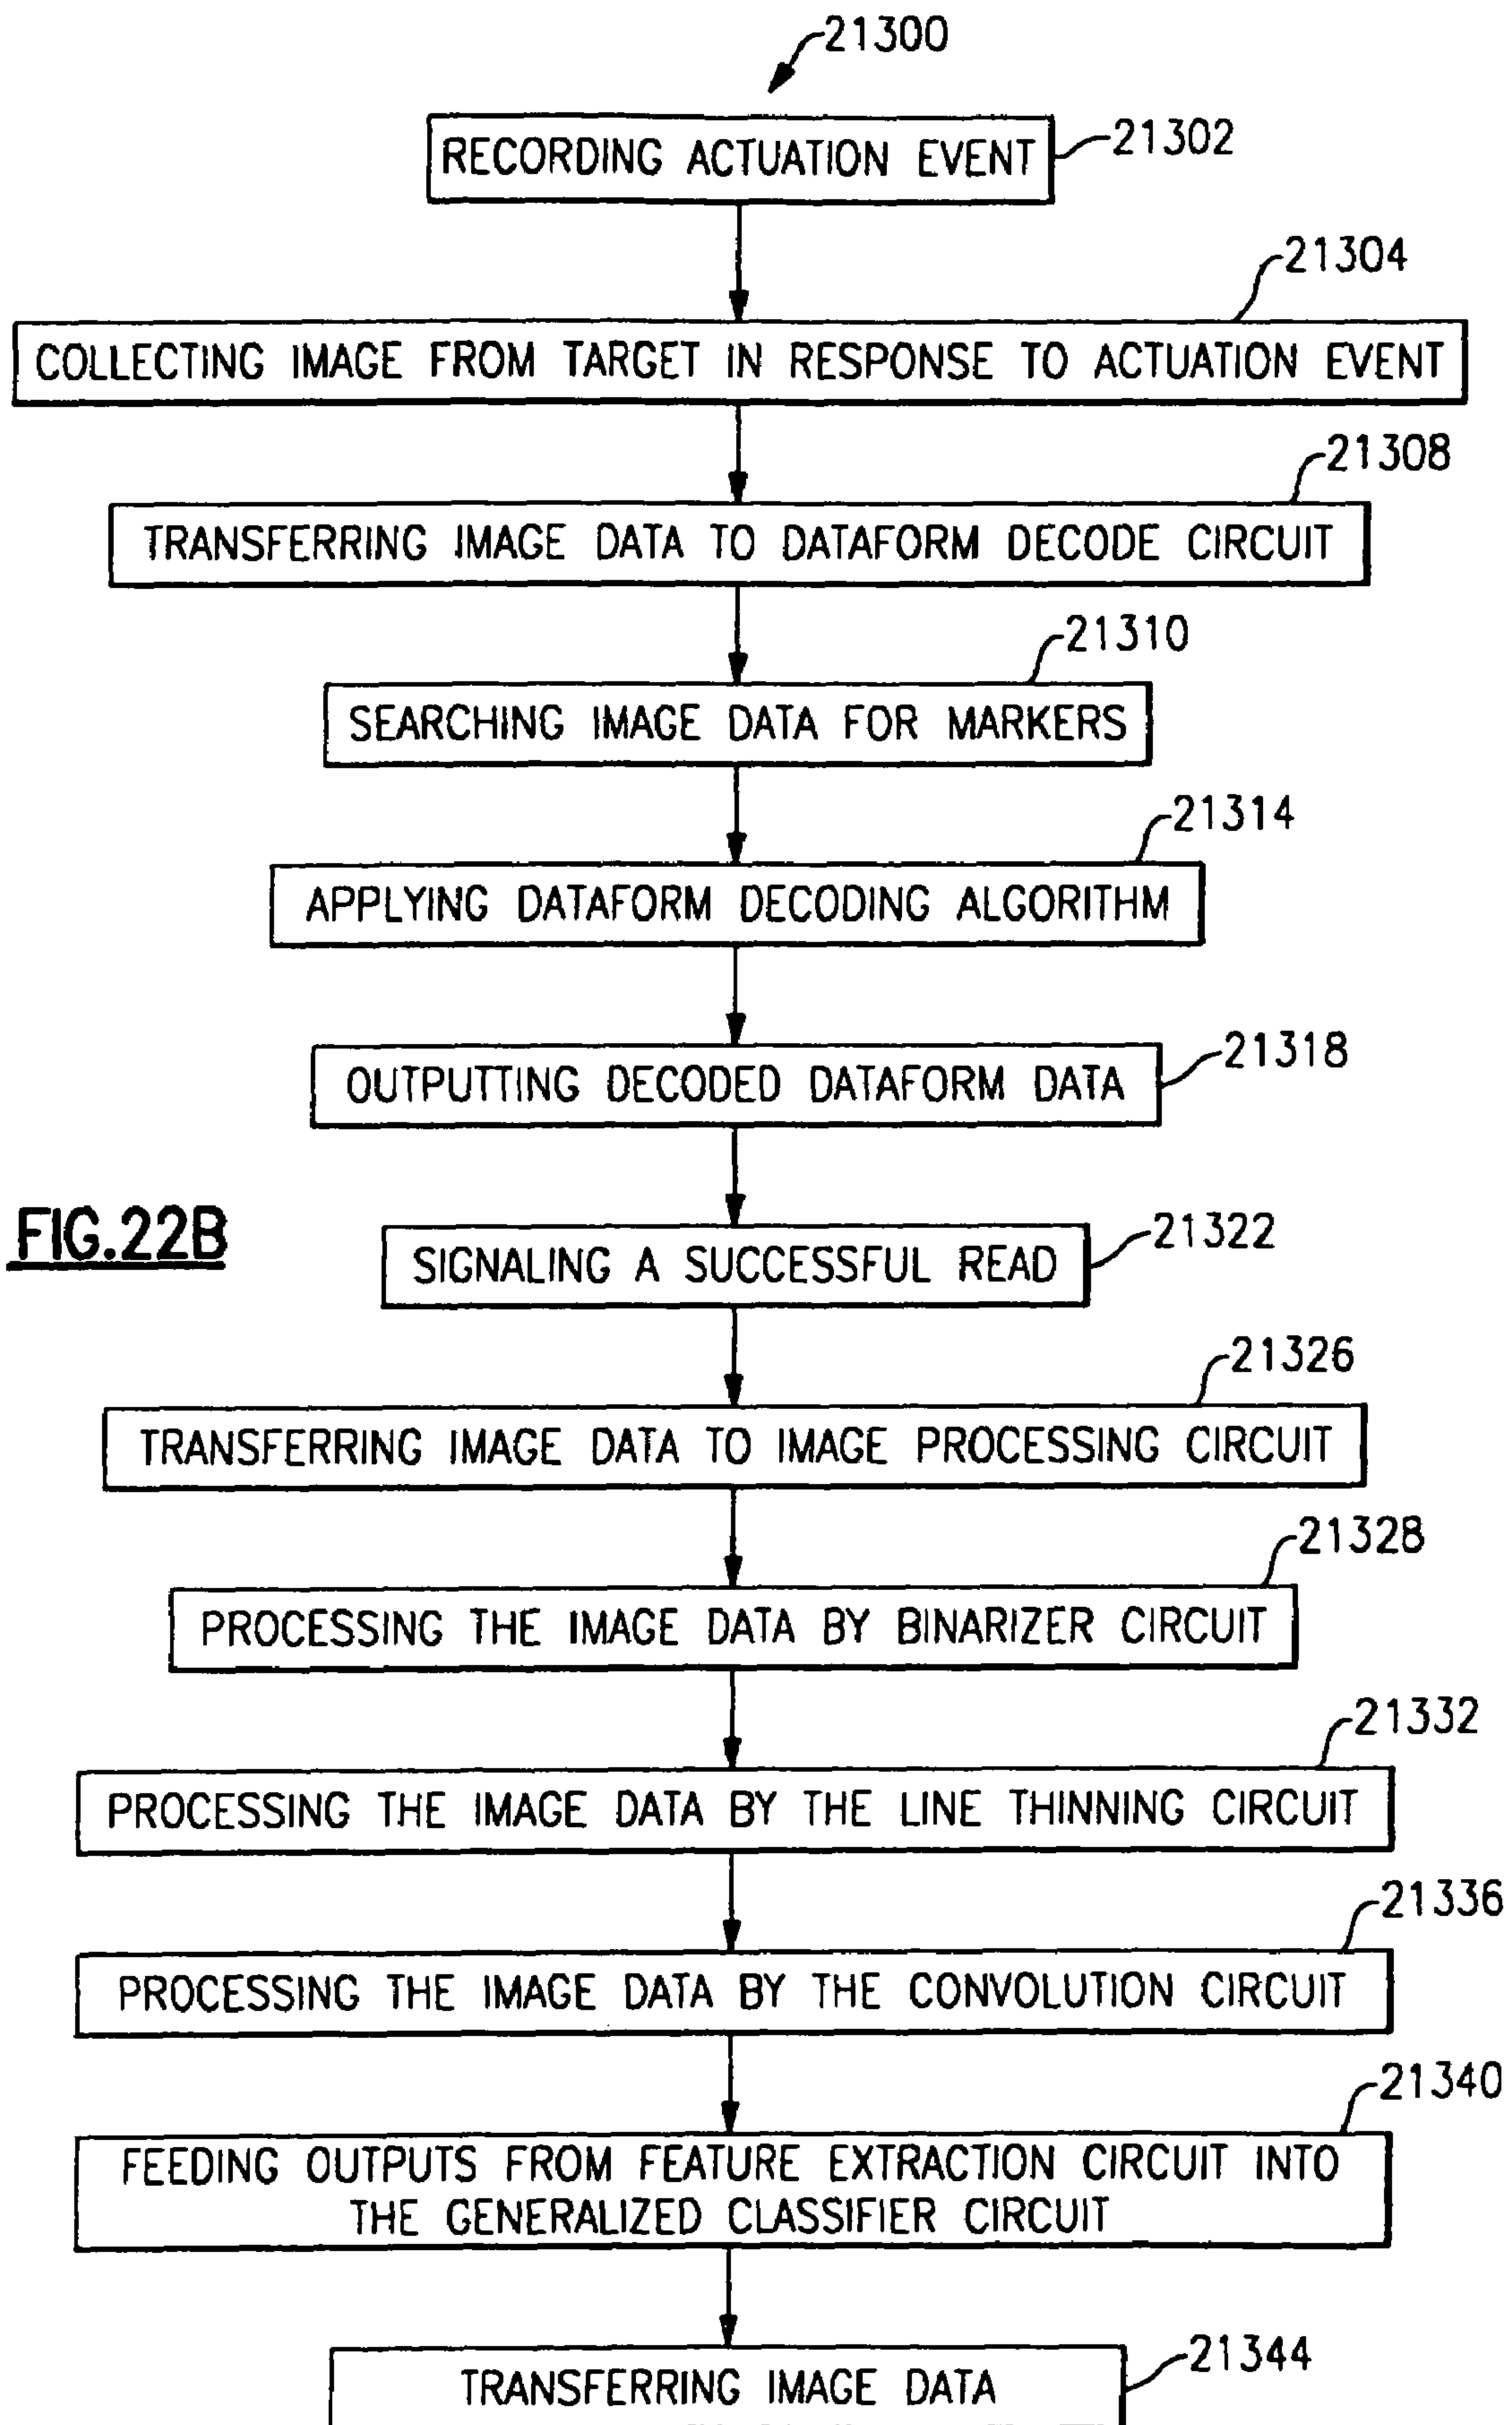 21300
RECORDING ACTUATION EVENT
21302
21304
COLLECTING IMAGE FROM TARGET IN RESPONSE TO ACTUATION EVENT
21308
TRANSFERRING IMAGE DATA TO DATAFORM DECODE CIRCUIT
21310
SEARCHING IMAGE DATA FOR MARKERS
21314
APPLYING DATAFORM DECODING ALGORITHM
21318
OUTPUTTING DECODED DATAFORM DATA
FIG.22B
21322
SIGNALING A SUCCESSFUL READ
21326
TRANSFERRING IMAGE DATA TO IMAGE PROCESSING CIRCUIT
21328
PROCESSING THE IMAGE DATA BY BINARIZER CIRCUIT
21332
PROCESSING THE IMAGE DATA BY THE LINE THINNING CIRCUIT
21336
PROCESSING THE IMAGE DATA BY THE CONVOLUTION CIRCUIT
21340
FEEDING OUTPUTS FROM FEATURE EXTRACTION CIRCUIT INTO
THE GENERALIZED CLASSIFIER CIRCUIT
21344
TRANSFERRING IMAGE DATA